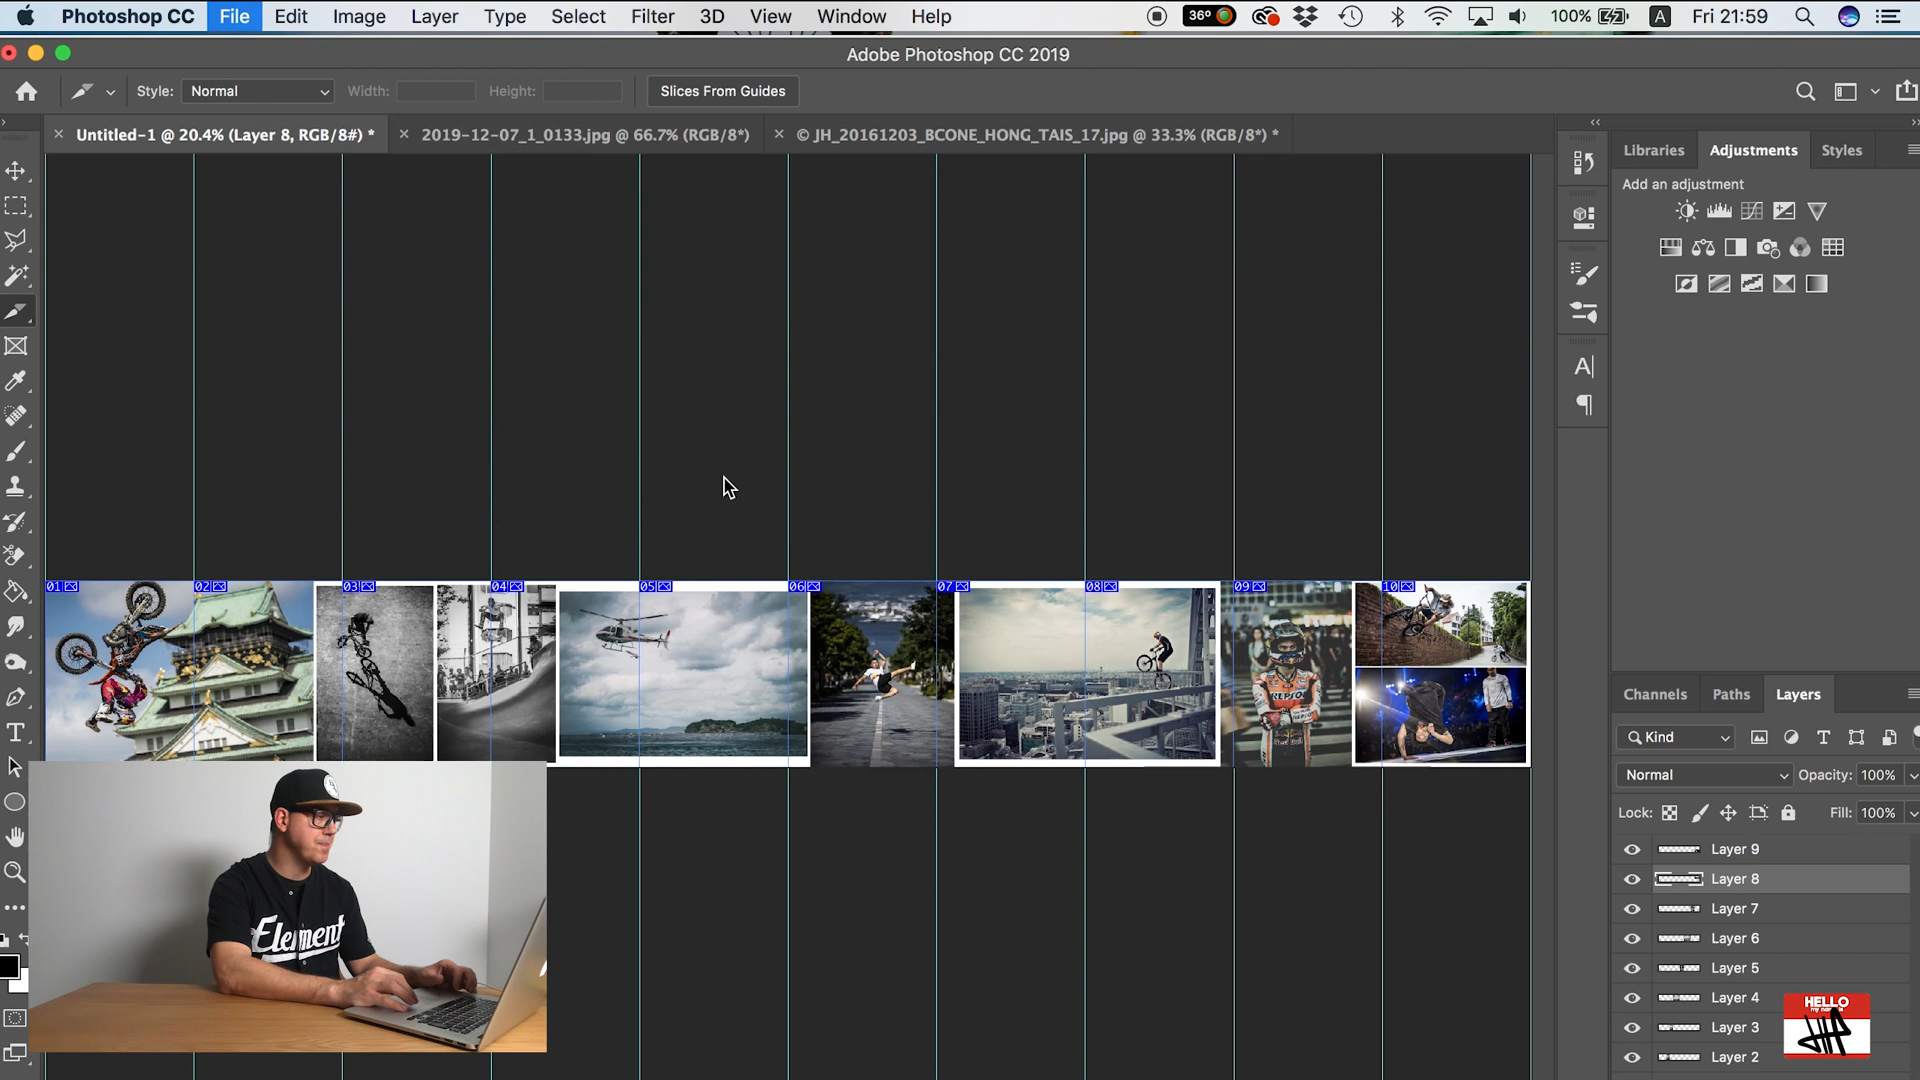 Photoshop CC File Edit Image Layer Type Select Filter 3D View Window Help 36° 100% A Fri 21:59
Adobe Photoshop CC 2019
Style: Normal Width: Height: Slices From Guides
Untitled-1 @ 20.4% (Layer 8, RGB/8#) * 2019-12-07_1_0133.jpg @ 66.7% (RGB/8*) © JH_20161203_BCONE_HONG_TAIS_17.jpg @ 33.3% (RGB/8*) *
Libraries Adjustments Styles
Add an adjustment
01 02 03 04 05 06 07 08 09 10
REPSOL
Element
Channels Paths Layers
Kind
Normal Opacity: 100%
Lock: Fill: 100%
Layer 9
Layer 8
Layer 7
Layer 6
Layer 5
Layer 4
Layer 3
Layer 2
HELLO